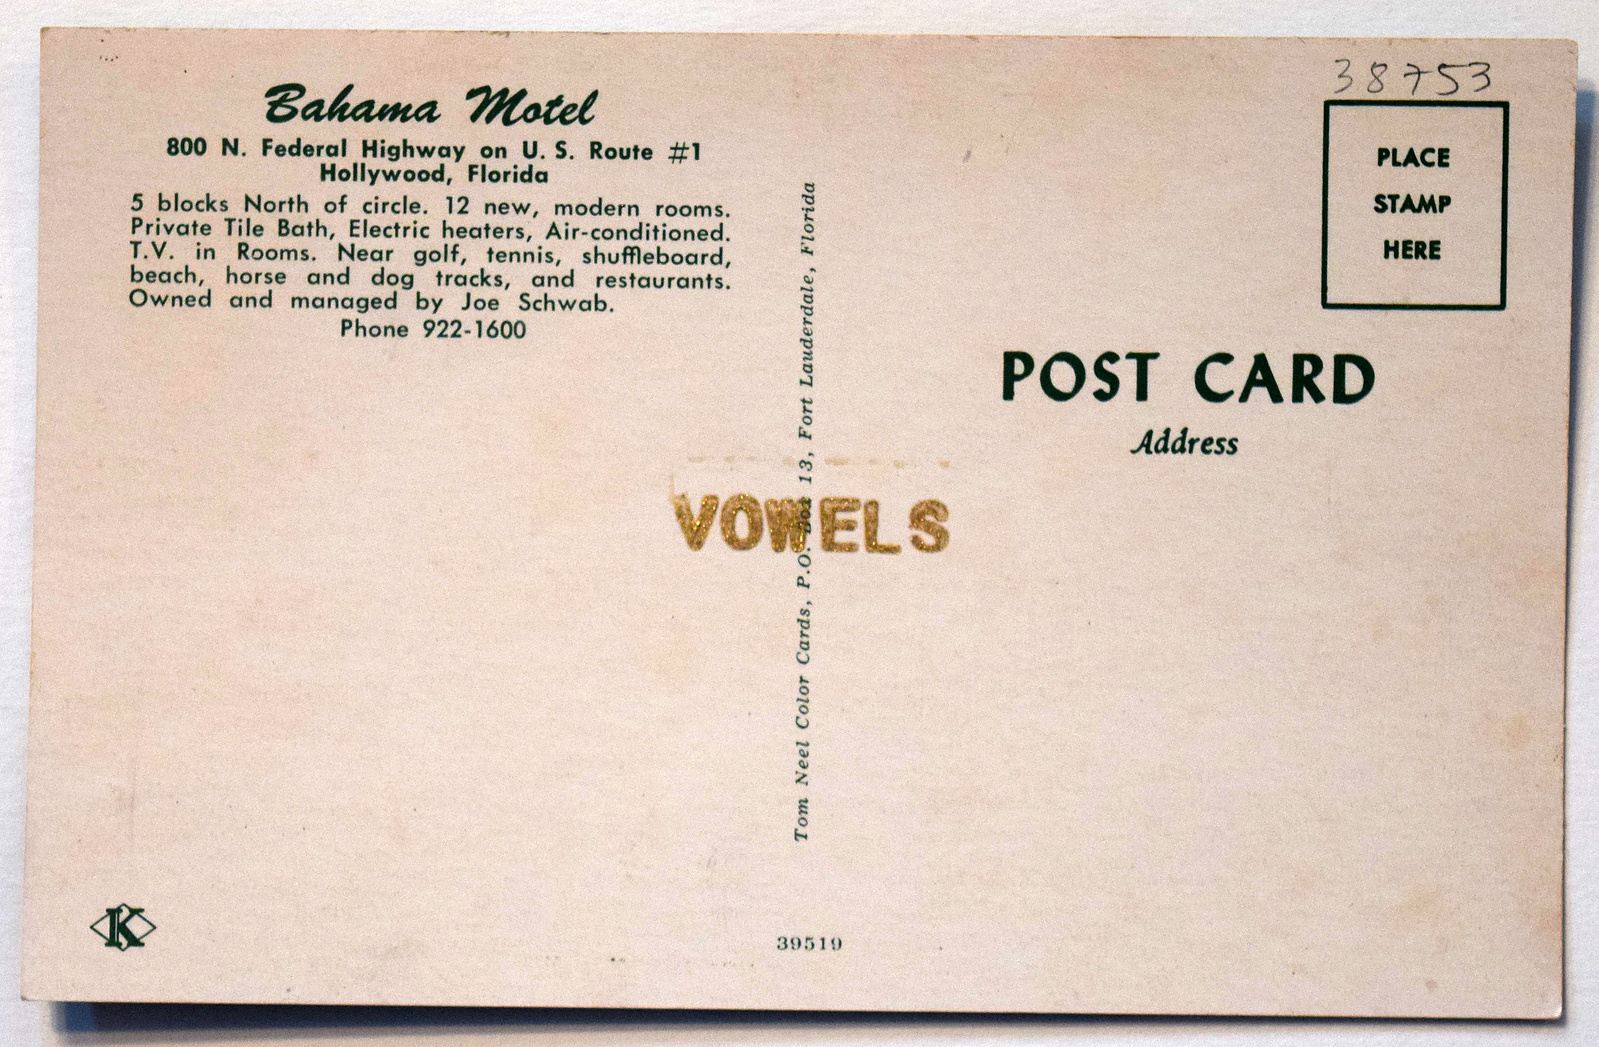 Bahama Motel
800 N. Federal Highway on U. S. Route #1
Hollywood, Florida
5 blocks North of circle. 12 new, modern rooms.
Private Tile Bath, Electric heaters, Air-conditioned.
T.V. in Rooms. Near golf, tennis, shuffleboard,
beach, horse and dog tracks, and restaurants.
Owned and managed by Joe Schwab.
Phone 922-1600
Tom Neel Color Cards, P.O. Box 13, Fort Lauderdale, Florida
VOWELS
38753
PLACE
STAMP
HERE
POST CARD
Address
K
39519